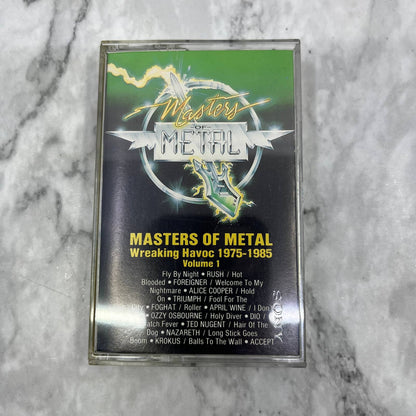 Masters
OF
METAL
MASTERS OF METAL
Wreaking Havoc 1975-1985
Volume 1
Fly By Night • RUSH / Hot
Blooded • FOREIGNER / Welcome To My
Nightmare • ALICE COOPER / Hold
On • TRIUMPH / Fool For The
City • FOGHAT / Roller • APRIL WINE / I Don
• OZZY OSBOURNE / Holy Diver • DIO /
atch Fever • TED NUGENT / Hair Of The
Dog • NAZARETH / Long Stick Goes
Boom • KROKUS / Balls To The Wall • ACCEPT